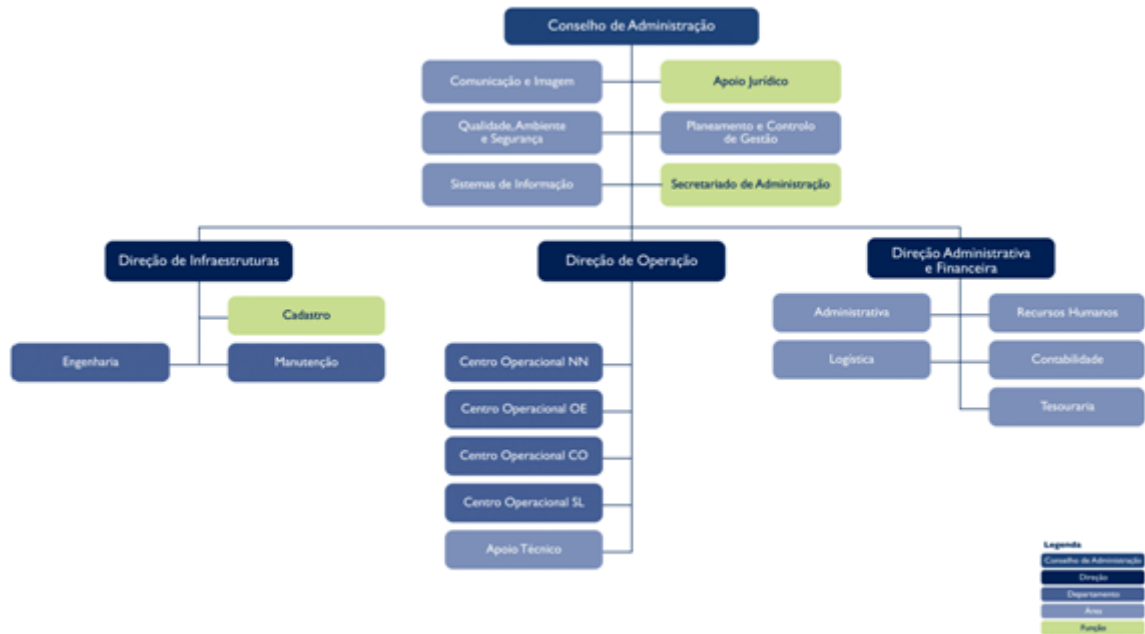 Conselho de Administração
Comunicação e Imagem
Apoio Jurídico
Qualidade, Ambiente
e Segurança
Planeamento e Controlo
de Gestão
Sistemas de Informação
Secretariado de Administração
Direção de Infraestruturas
Direção de Operação
Direção Administrativa
e Financeira
Cadastro
Engenharia
Manutenção
Centro Operacional NN
Centro Operacional OE
Centro Operacional CO
Centro Operacional SL
Apoio Técnico
Administrativa
Recursos Humanos
Logística
Contabilidade
Tesouraria
Legenda
Conselho de Administração
Direção
Departamento
Área
Função